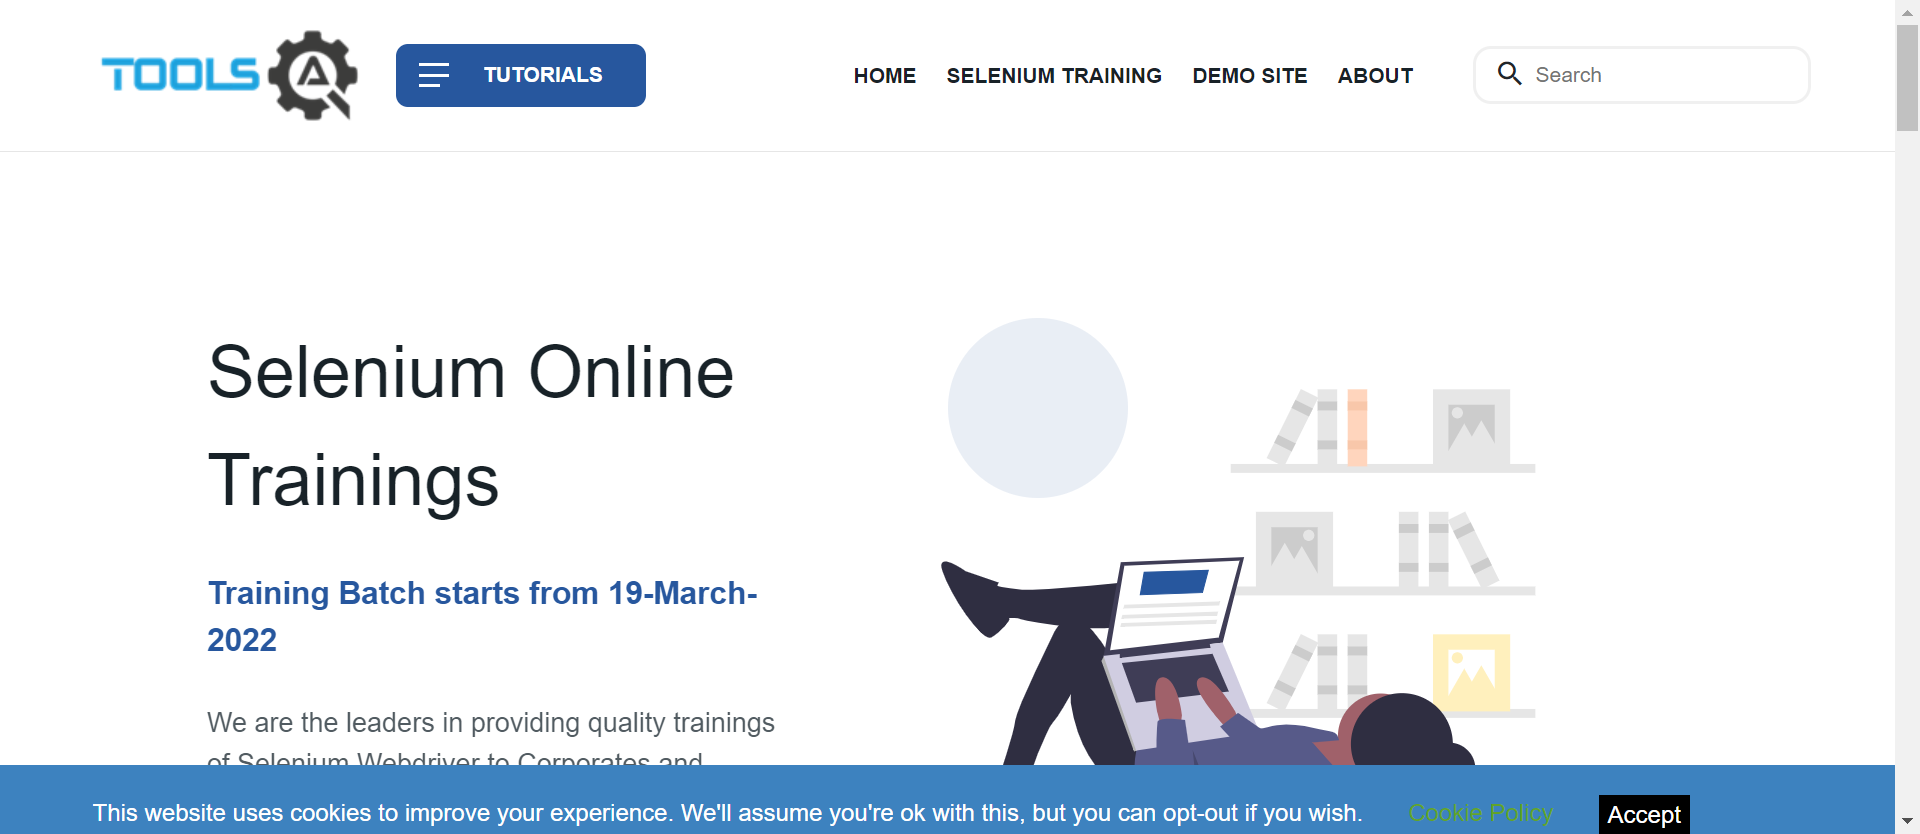 TOOLS QA
TUTORIALS
HOME
SELENIUM TRAINING
DEMO SITE
ABOUT
Search
Selenium Online
Trainings
Training Batch starts from 19-March-
2022
We are the leaders in providing quality trainings
of Selenium Webdriver to Corporates and
This website uses cookies to improve your experience. We'll assume you're ok with this, but you can opt-out if you wish.
Cookie Policy
Accept